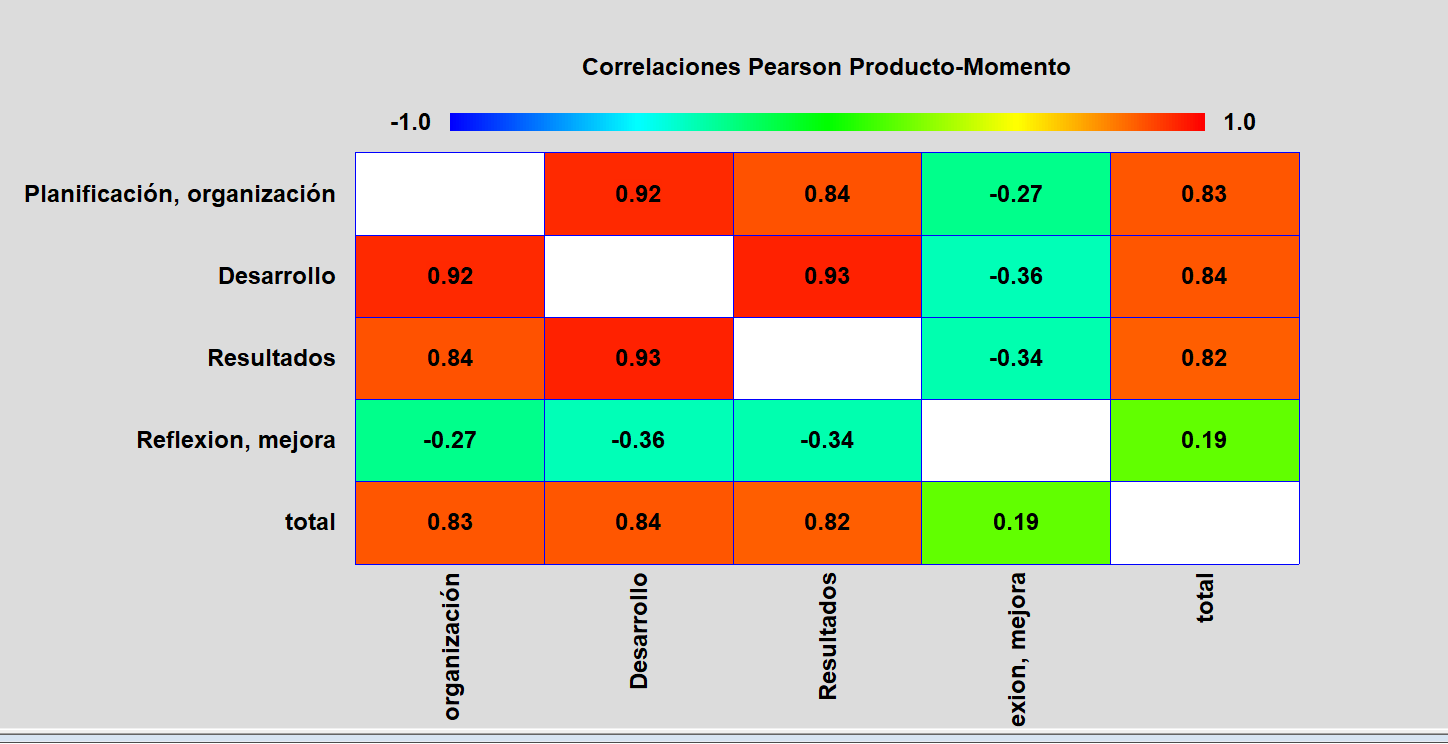 Correlaciones Pearson Producto-Momento
-1.0 1.0
Planificación, organización 0.92 0.84 -0.27 0.83
Desarrollo 0.92 0.93 -0.36 0.84
Resultados 0.84 0.93 -0.34 0.82
Reflexion, mejora -0.27 -0.36 -0.34 0.19
total 0.83 0.84 0.82 0.19
organización
Desarrollo
Resultados
exion, mejora
total